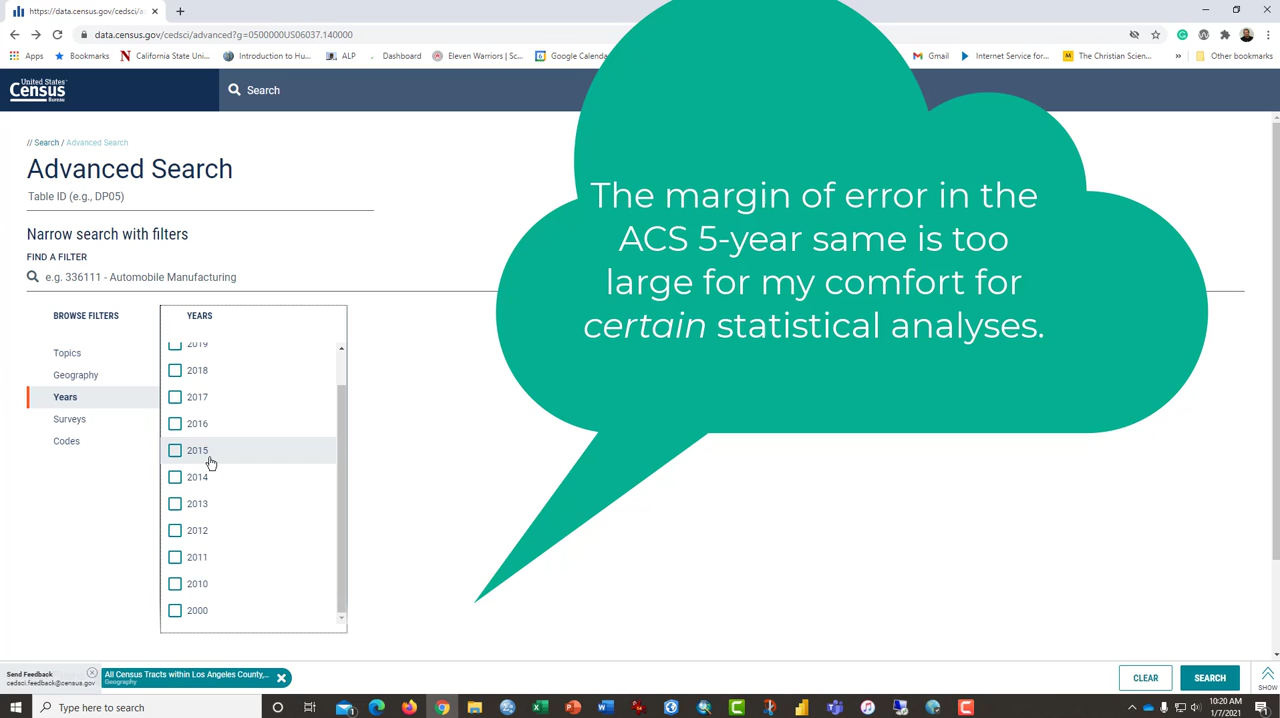 https://data.census.gov/cedsci/a
data.census.gov/cedsci/advanced?g=0500000US06037.140000
Apps
Bookmarks
California State Uni...
Introduction to Hu...
ALP
Dashboard
Eleven Warriors | Sc...
Google Calenda
Gmail
Internet Service for...
The Christian Scien...
»
Other bookmarks
United States
Census
Bureau
Search
// Search / Advanced Search
Advanced Search
Table ID (e.g., DP05)
Narrow search with filters
FIND A FILTER
e.g. 336111 - Automobile Manufacturing
BROWSE FILTERS
Topics
Geography
Years
Surveys
Codes
YEARS
2019
2018
2017
2016
2015
2014
2013
2012
2011
2010
2000
The margin of error in the
ACS 5-year same is too
large for my comfort for
certain statistical analyses.
Send Feedback
cedsci.feedback@census.gov
All Census Tracts within Los Angeles County,...
Geography
CLEAR
SEARCH
SHOW
Type here to search
10:20 AM
1/7/2021